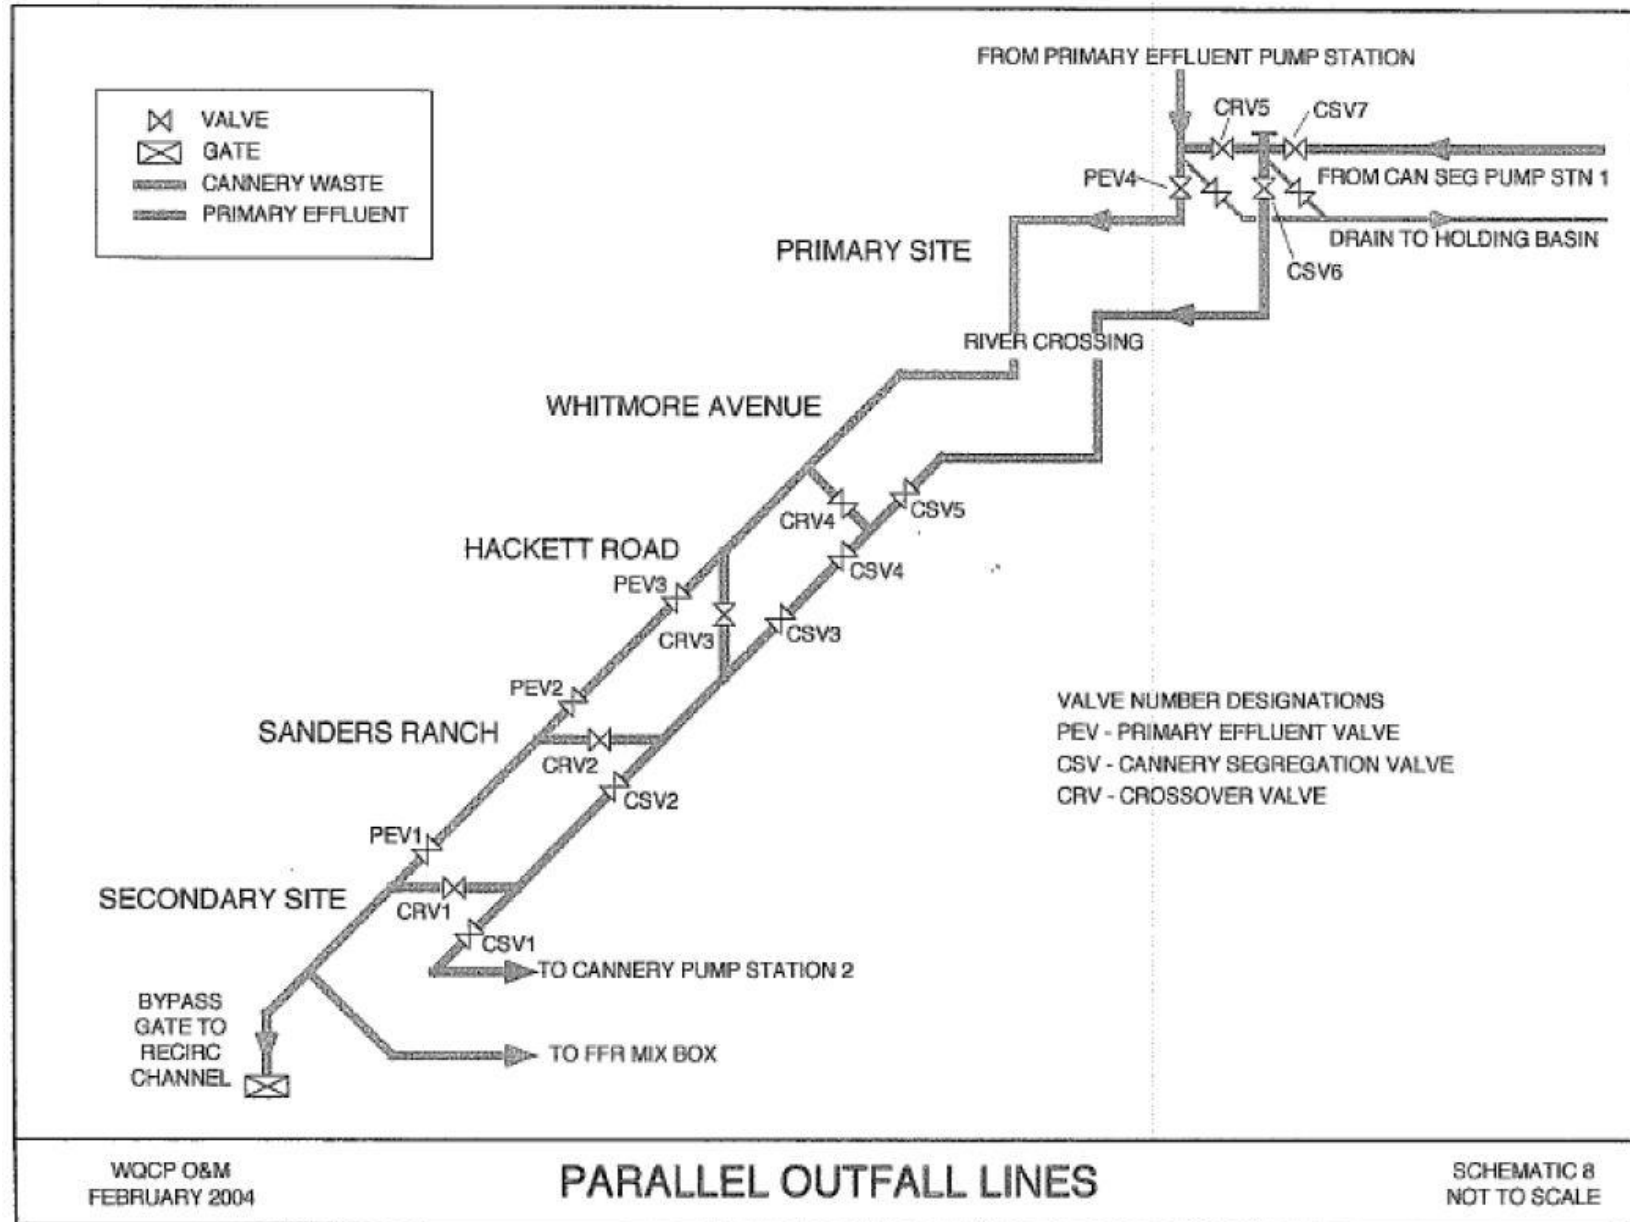 FROM PRIMARY EFFLUENT PUMP STATION
VALVE
GATE
CANNERY WASTE
PRIMARY EFFLUENT
CRV5
CSV7
PEV4
FROM CAN SEG PUMP STN 1
DRAIN TO HOLDING BASIN
CSV6
PRIMARY SITE
RIVER CROSSING
WHITMORE AVENUE
CRV4
CSV5
HACKETT ROAD
CSV4
PEV3
CRV3
CSV3
PEV2
SANDERS RANCH
CRV2
CSV2
VALVE NUMBER DESIGNATIONS
PEV - PRIMARY EFFLUENT VALVE
CSV - CANNERY SEGREGATION VALVE
CRV - CROSSOVER VALVE
PEV1
SECONDARY SITE
CRV1
CSV1
TO CANNERY PUMP STATION 2
BYPASS
GATE TO
RECIRC
CHANNEL
TO FFR MIX BOX
WQCP O&M
FEBRUARY 2004
PARALLEL OUTFALL LINES
SCHEMATIC 8
NOT TO SCALE